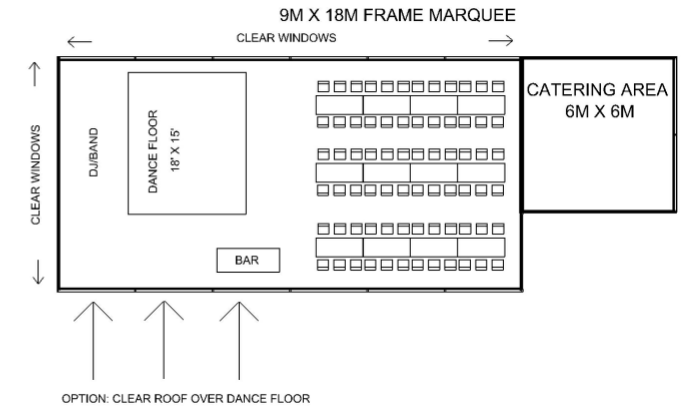 9M X 18M FRAME MARQUEE
CLEAR WINDOWS
CLEAR WINDOWS
DJ/BAND
DANCE FLOOR
18' X 15'
CATERING AREA
6M X 6M
BAR
OPTION: CLEAR ROOF OVER DANCE FLOOR